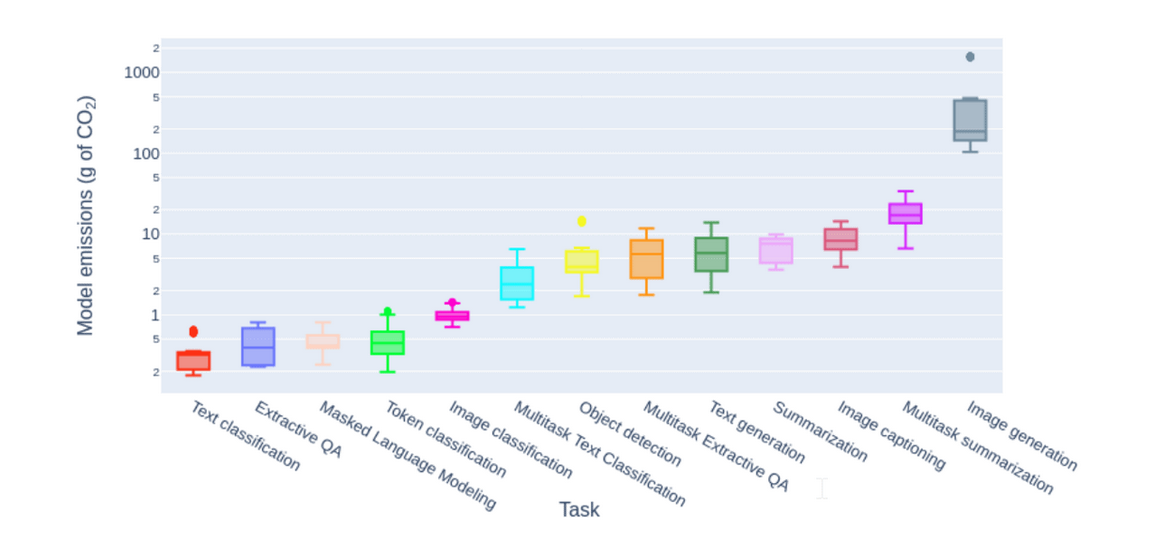 Model emissions (g of CO₂)
2
1000
5
2
100
5
2
10
5
2
1
5
2
Text classification
Extractive QA
Masked Language Modeling
Token classification
Image classification
Multitask Text Classification
Object detection
Multitask Extractive QA
Text generation
Summarization
Image captioning
Multitask summarization
Image generation
Task